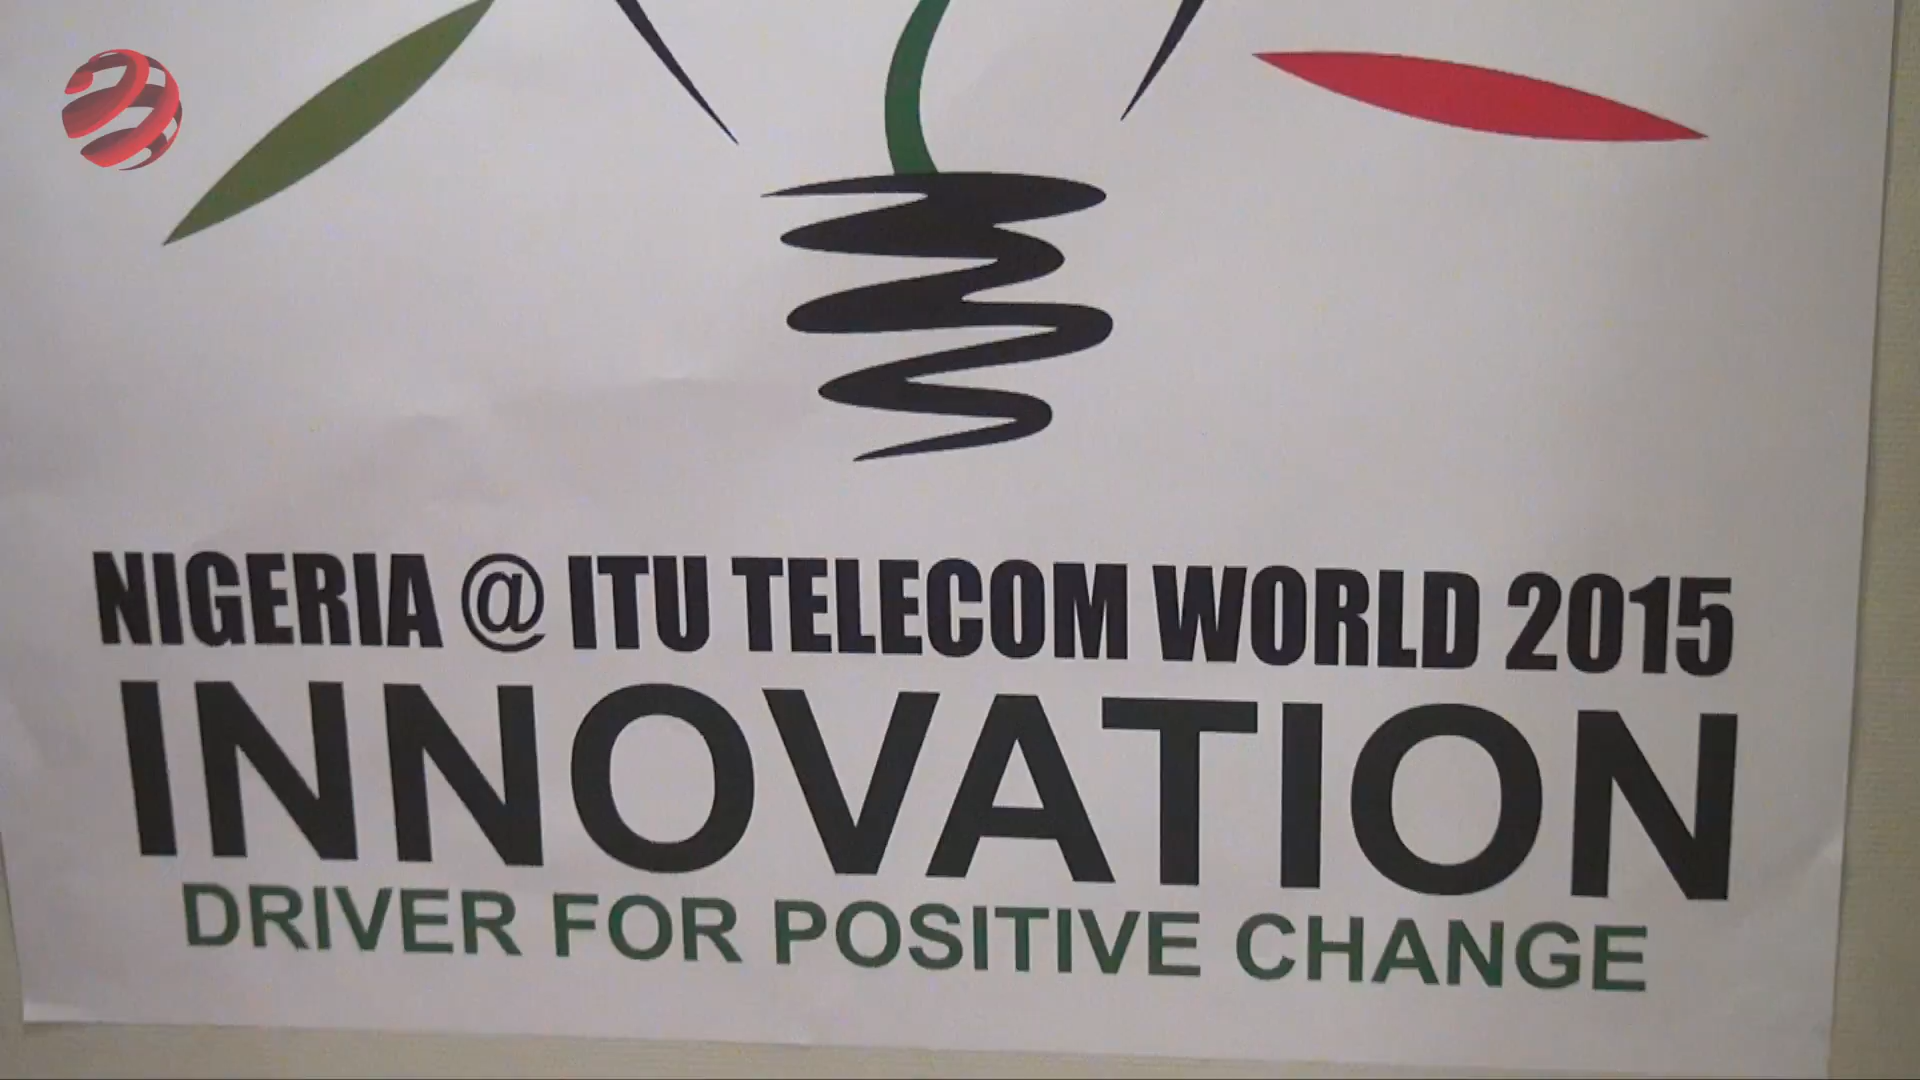 NIGERIA @ ITU TELECOM WORLD 2015
INNOVATION
DRIVER FOR POSITIVE CHANGE